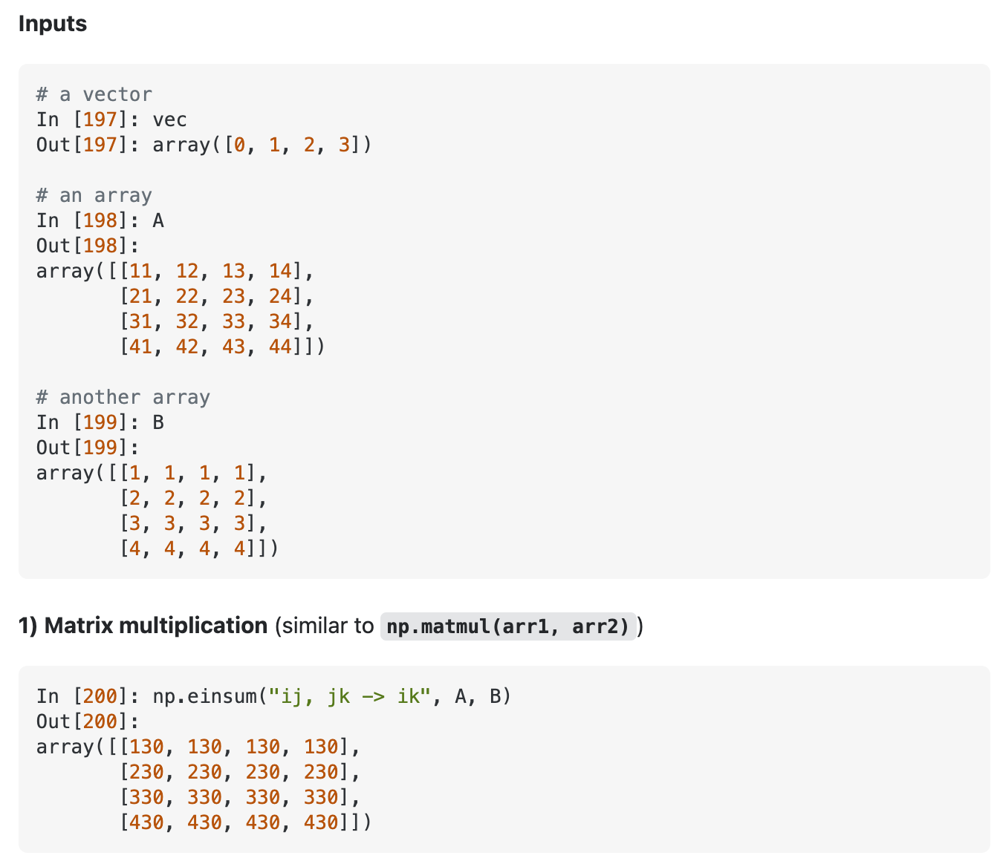 Inputs
# a vector
In [197]: vec
Out[197]: array([0, 1, 2, 3])
# an array
In [198]: A
Out[198]:
array([[11, 12, 13, 14],
       [21, 22, 23, 24],
       [31, 32, 33, 34],
       [41, 42, 43, 44]])
# another array
In [199]: B
Out[199]:
array([[1, 1, 1, 1],
       [2, 2, 2, 2],
       [3, 3, 3, 3],
       [4, 4, 4, 4]])
1) Matrix multiplication (similar to np.matmul(arr1, arr2))
In [200]: np.einsum("ij, jk -> ik", A, B)
Out[200]:
array([[130, 130, 130, 130],
       [230, 230, 230, 230],
       [330, 330, 330, 330],
       [430, 430, 430, 430]])